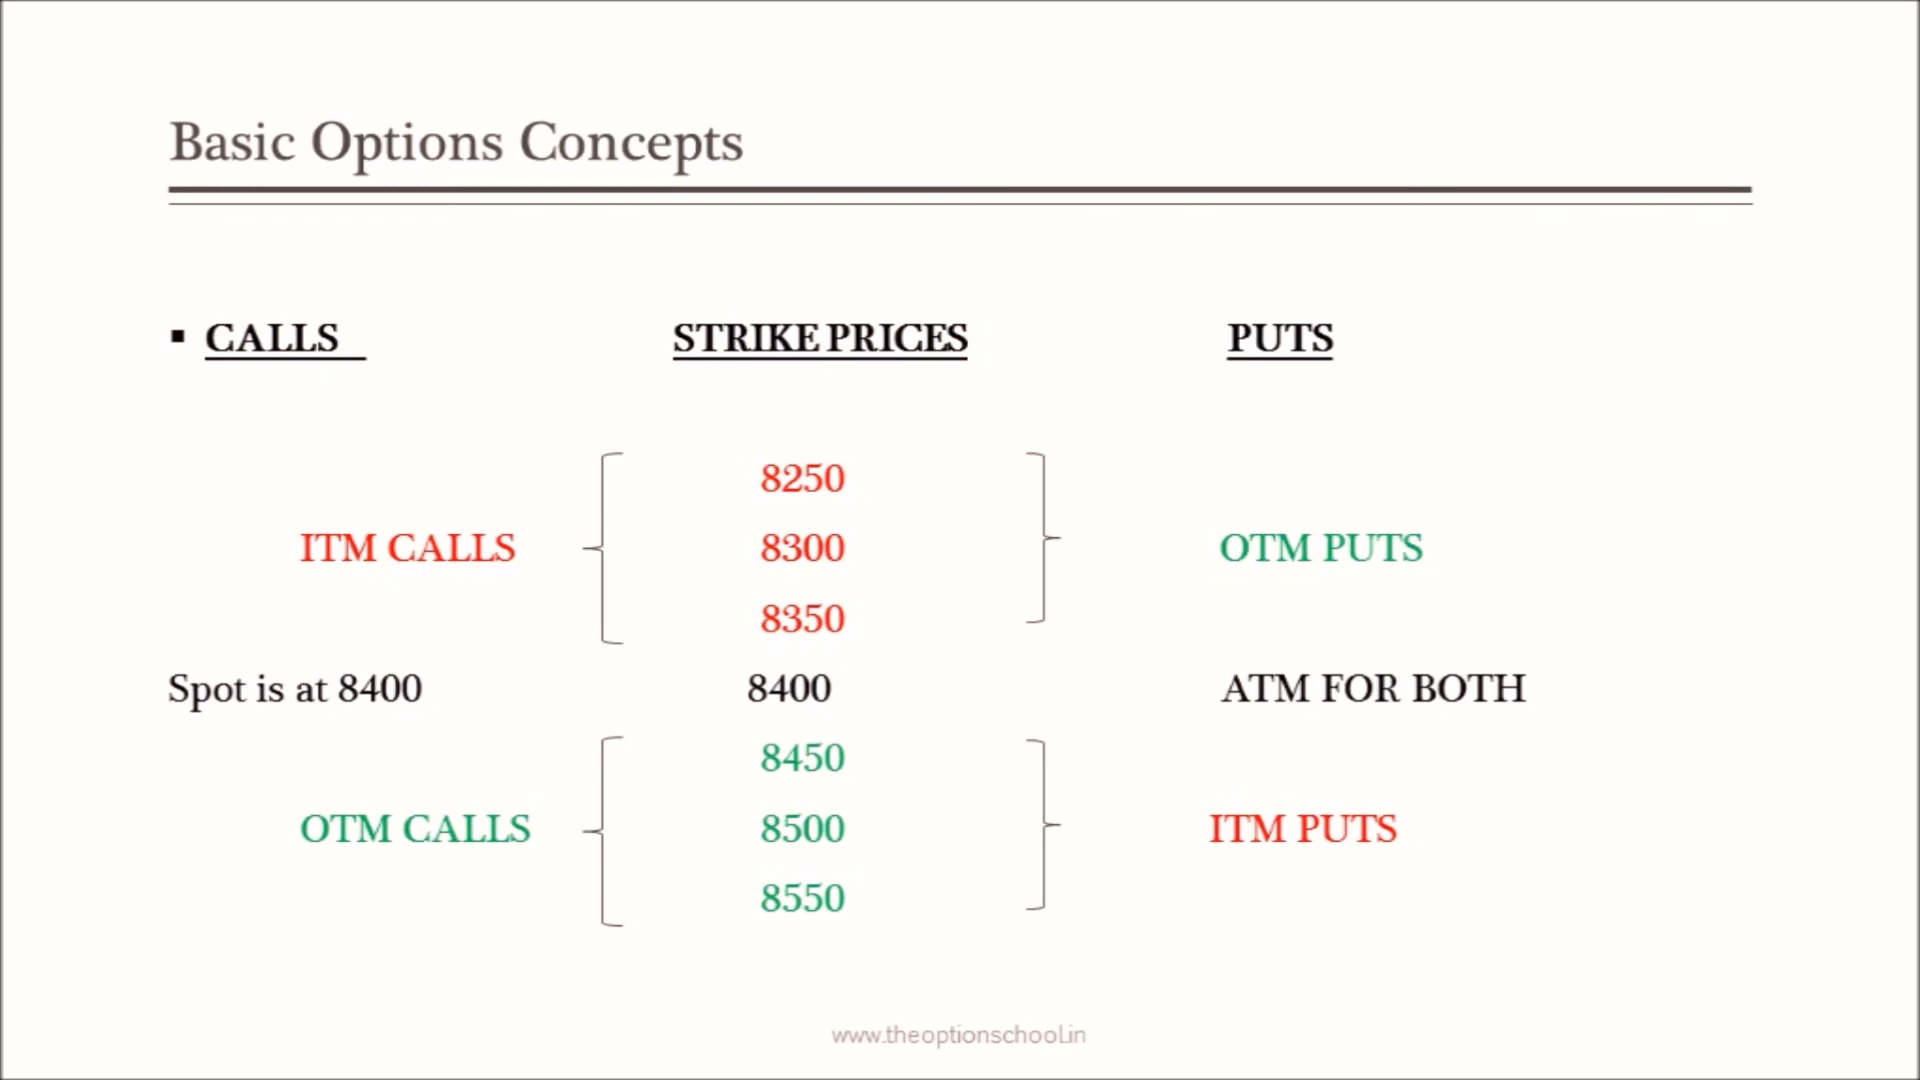 Basic Options Concepts
▪ CALLS STRIKE PRICES PUTS
8250
ITM CALLS 8300 OTM PUTS
8350
Spot is at 8400 8400 ATM FOR BOTH
8450
OTM CALLS 8500 ITM PUTS
8550
www.theoptionschool.in